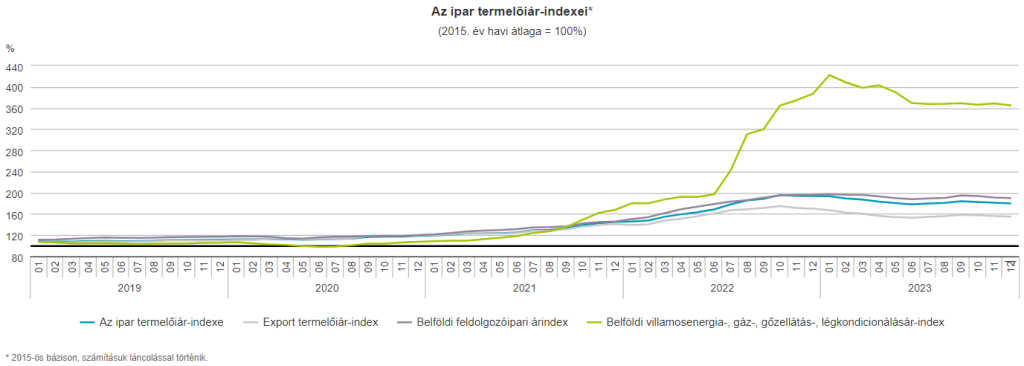 Az ipar termelőiár-indexei*
(2015. év havi átlaga = 100%)
%
440
400
360
320
280
240
200
160
120
80
01 02 03 04 05 06 07 08 09 10 11 12 01 02 03 04 05 06 07 08 09 10 11 12 01 02 03 04 05 06 07 08 09 10 11 12 01 02 03 04 05 06 07 08 09 10 11 12 01 02 03 04 05 06 07 08 09 10 11 12
2019 2020 2021 2022 2023
Az ipar termelőiár-indexe Export termelőiár-index Belföldi feldolgozóipari árindex Belföldi villamosenergia-, gáz-, gőzellátás-, légkondicionálásár-index
* 2015-ös bázison, számításuk láncolással történik.